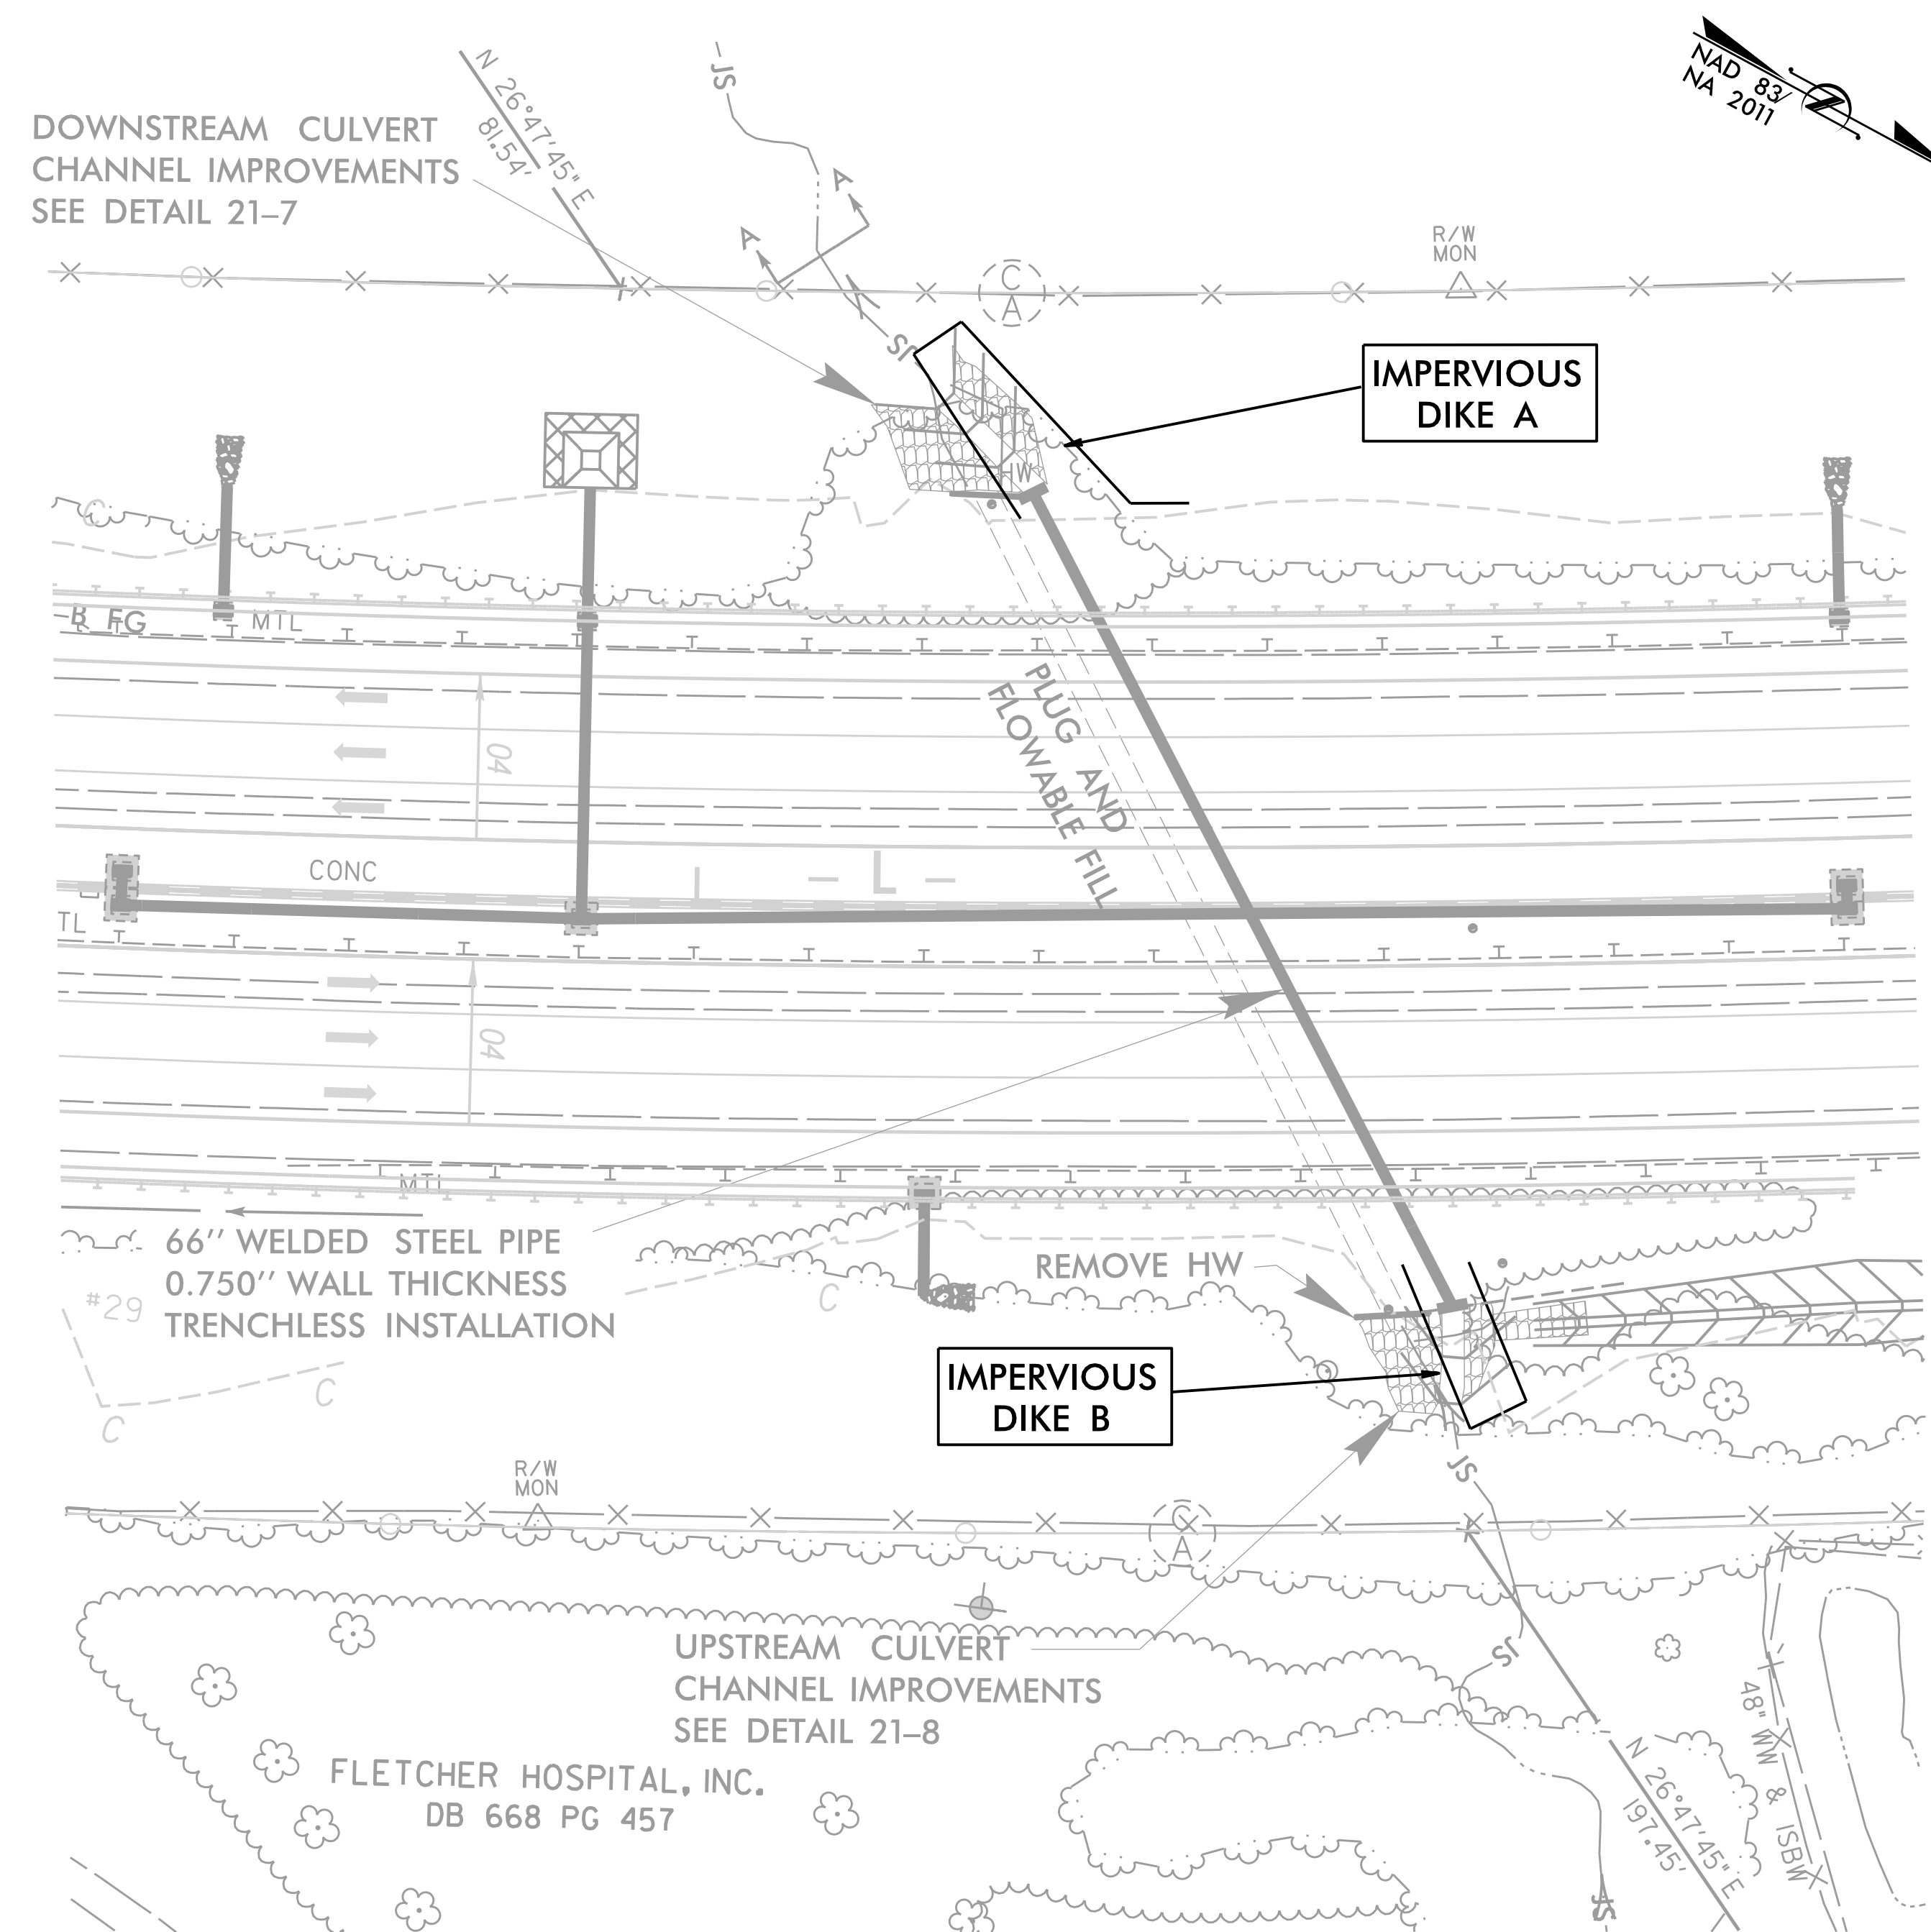 NAD 83/
NA 2011
N 26°47'45" E
81.54'
JS
DOWNSTREAM CULVERT
CHANNEL IMPROVEMENTS
SEE DETAIL 21-7
A
A
R/W
MON
C
A
JS
IMPERVIOUS
DIKE A
HW
C
B FG
MTL
PLUG AND
FLOWABLE FILL
40
CONC
L
-L-
TL
40
MTL
66'' WELDED STEEL PIPE
0.750'' WALL THICKNESS
TRENCHLESS INSTALLATION
REMOVE HW
#29
C
C
C
IMPERVIOUS
DIKE B
JS
R/W
MON
C
A
UPSTREAM CULVERT
CHANNEL IMPROVEMENTS
SEE DETAIL 21-8
JS
FLETCHER HOSPITAL, INC.
DB 668 PG 457
48" WW & ISBW
N 26°47'45" E
197.45'
JS